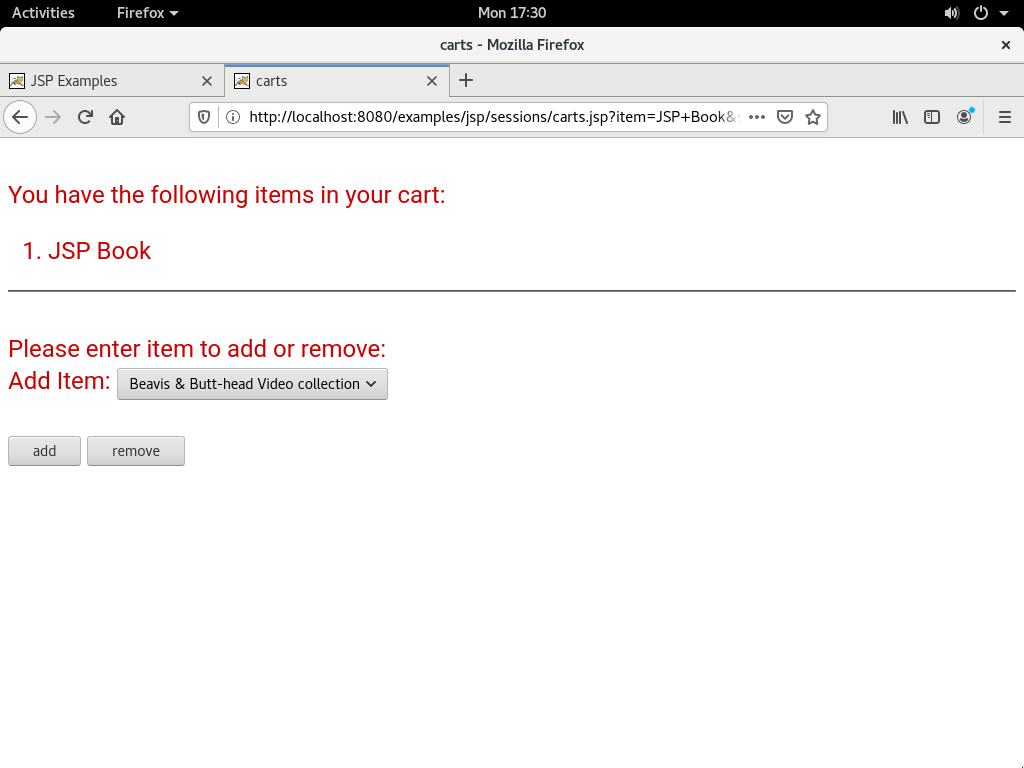 Activities Firefox Mon 17:30
carts - Mozilla Firefox
JSP Examples carts
http://localhost:8080/examples/jsp/sessions/carts.jsp?item=JSP+Book&
You have the following items in your cart:
1. JSP Book
Please enter item to add or remove:
Add Item: Beavis & Butt-head Video collection
add remove